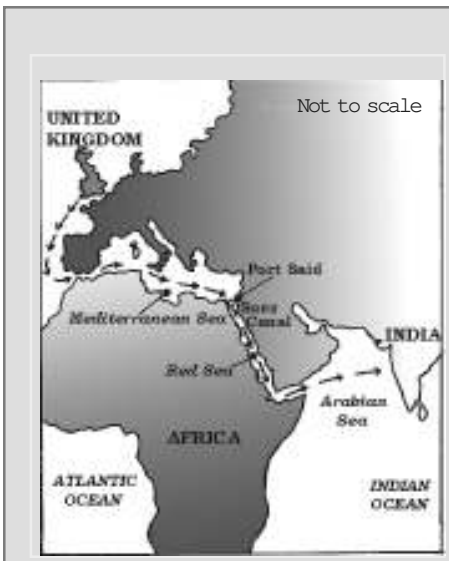 Not to scale
UNITED
KINGDOM
Port Said
Suez
Canal
Mediterranean Sea
INDIA
Red Sea
Arabian
Sea
AFRICA
ATLANTIC
OCEAN
INDIAN
OCEAN